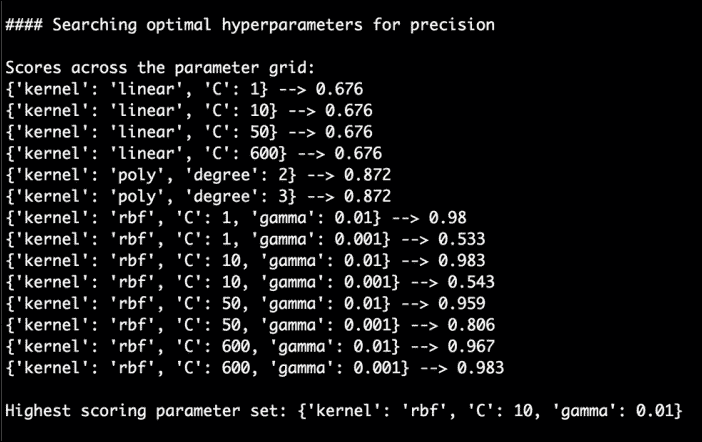 #### Searching optimal hyperparameters for precision
Scores across the parameter grid:
{'kernel': 'linear', 'C': 1} --> 0.676
{'kernel': 'linear', 'C': 10} --> 0.676
{'kernel': 'linear', 'C': 50} --> 0.676
{'kernel': 'linear', 'C': 600} --> 0.676
{'kernel': 'poly', 'degree': 2} --> 0.872
{'kernel': 'poly', 'degree': 3} --> 0.872
{'kernel': 'rbf', 'C': 1, 'gamma': 0.01} --> 0.98
{'kernel': 'rbf', 'C': 1, 'gamma': 0.001} --> 0.533
{'kernel': 'rbf', 'C': 10, 'gamma': 0.01} --> 0.983
{'kernel': 'rbf', 'C': 10, 'gamma': 0.001} --> 0.543
{'kernel': 'rbf', 'C': 50, 'gamma': 0.01} --> 0.959
{'kernel': 'rbf', 'C': 50, 'gamma': 0.001} --> 0.806
{'kernel': 'rbf', 'C': 600, 'gamma': 0.01} --> 0.967
{'kernel': 'rbf', 'C': 600, 'gamma': 0.001} --> 0.983
Highest scoring parameter set: {'kernel': 'rbf', 'C': 10, 'gamma': 0.01}